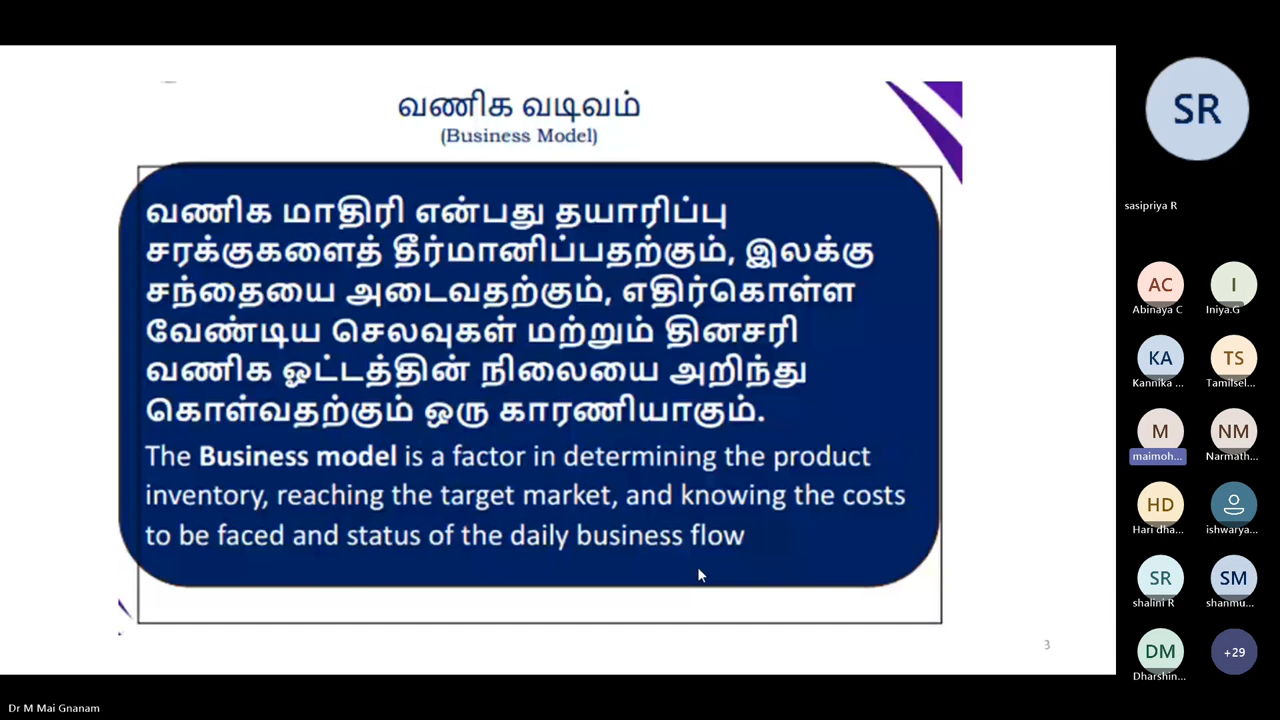 வணிக வடிவம்
(Business Model)
வணிக மாதிரி என்பது தயாரிப்பு
சரக்குகளைத் தீர்மானிப்பதற்கும், இலக்கு
சந்தையை அடைவதற்கும், எதிர்கொள்ள
வேண்டிய செலவுகள் மற்றும் தினசரி
வணிக ஓட்டத்தின் நிலையை அறிந்து
கொள்வதற்கும் ஒரு காரணியாகும்.
The Business model is a factor in determining the product
inventory, reaching the target market, and knowing the costs
to be faced and status of the daily business flow
3
Dr M Mai Gnanam
SR
sasipriya R
AC I
Abinaya C Iniya.G
KA TS
Kannika ... Tamilsel...
M NM
maimoh... Narmath...
HD
Hari dha... ishwarya...
SR SM
shalini R shanmu...
DM +29
Dharshin...